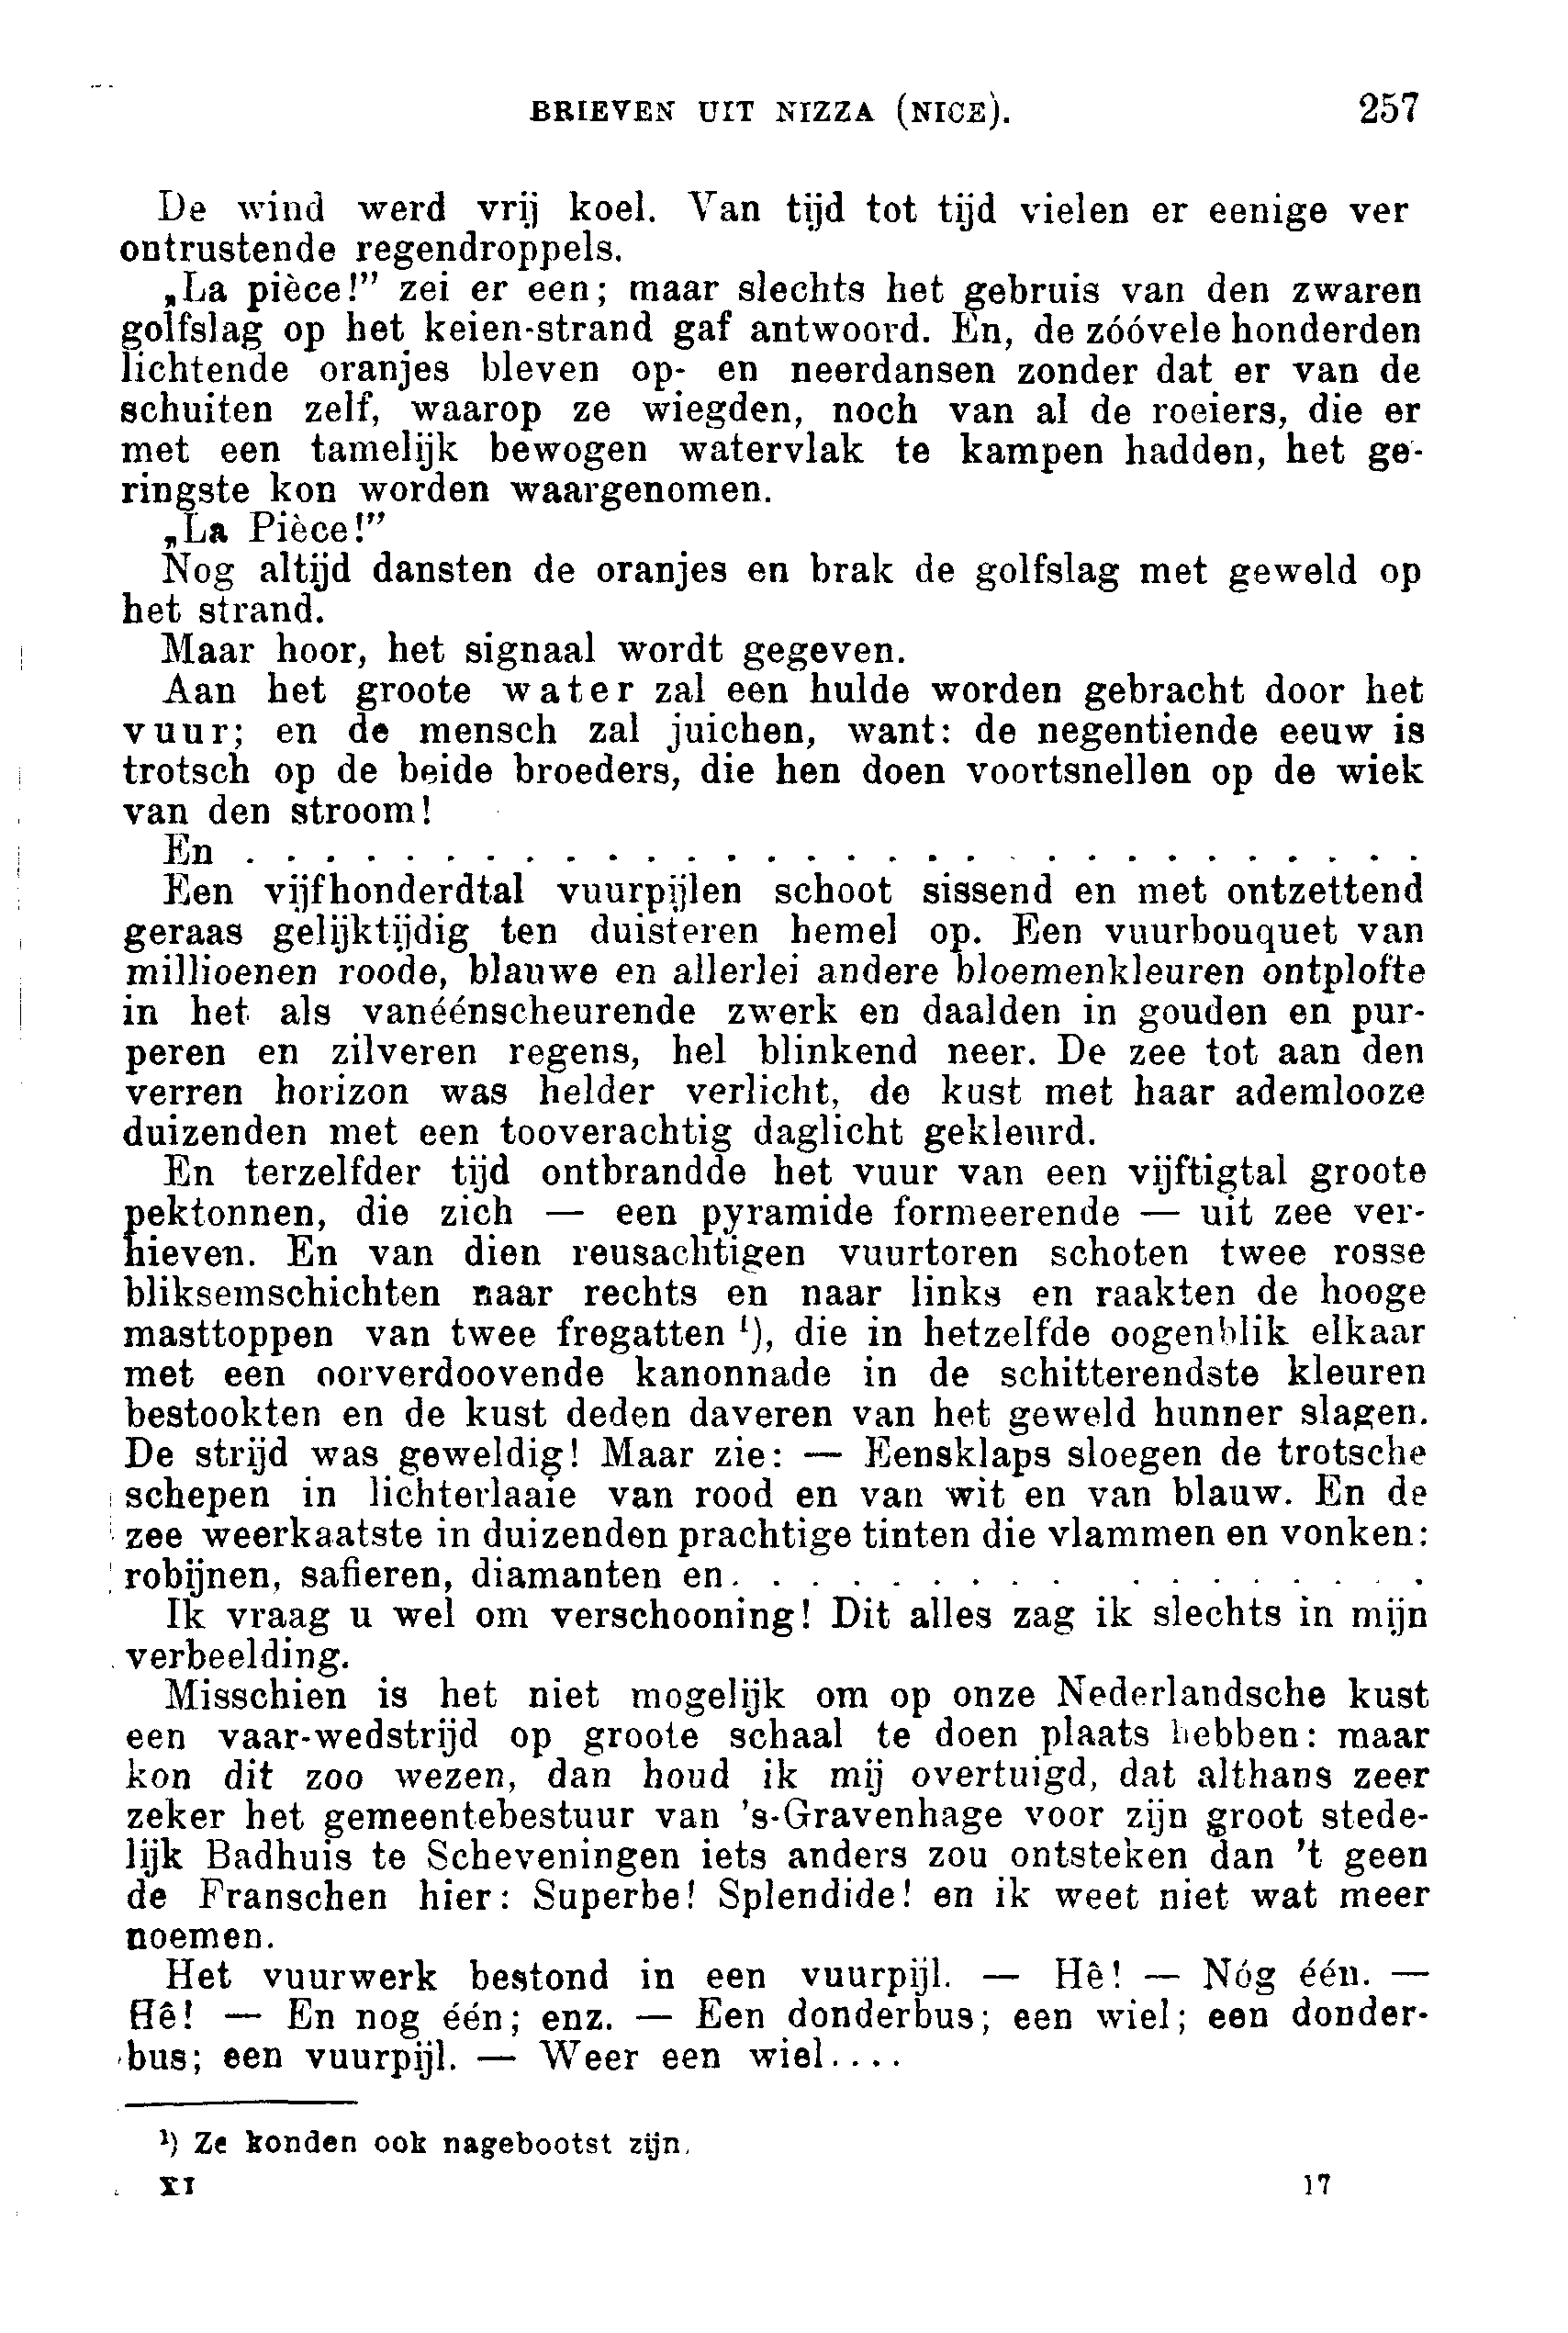 BRIEVEN UIT NIZZA (NICE). 257
De wind werd vrij koel. Van tijd tot tijd vielen er eenige ver
ontrustende regendroppels.
„La pièce!” zei er een; maar slechts het gebruis van den zwaren
golfslag op het keien-strand gaf antwoord. En, de zóóvele honderden
lichtende oranjes bleven op- en neerdansen zonder dat er van de
schuiten zelf, waarop ze wiegden, noch van al de roeiers, die er
met een tamelijk bewogen watervlak te kampen hadden, het ge-
ringste kon worden waargenomen.
„La Pièce!”
Nog altijd dansten de oranjes en brak de golfslag met geweld op
het strand.
Maar hoor, het signaal wordt gegeven.
Aan het groote water zal een hulde worden gebracht door het
vuur; en de mensch zal juichen, want: de negentiende eeuw is
trotsch op de beide broeders, die hen doen voortsnellen op de wiek
van den stroom!
En . . . . . . . . . . . . . . . . . . . . . . . . . . . . . .
Een vijfhonderdtal vuurpijlen schoot sissend en met ontzettend
geraas gelijktijdig ten duisteren hemel op. Een vuurbouquet van
millioenen roode, blauwe en allerlei andere bloemenkleuren ontplofte
in het als vanéénscheurende zwerk en daalden in gouden en pur-
peren en zilveren regens, hel blinkend neer. De zee tot aan den
verren horizon was helder verlicht, de kust met haar ademlooze
duizenden met een tooverachtig daglicht gekleurd.
En terzelfder tijd ontbrandde het vuur van een vijftigtal groote
pektonnen, die zich — een pyramide formeerende — uit zee ver-
hieven. En van dien reusachtigen vuurtoren schoten twee rosse
bliksemschichten naar rechts en naar links en raakten de hooge
masttoppen van twee fregatten ¹), die in hetzelfde oogenblik elkaar
met een oorverdoovende kanonnade in de schitterendste kleuren
bestookten en de kust deden daveren van het geweld hunner slagen.
De strijd was geweldig! Maar zie: — Eensklaps sloegen de trotsche
schepen in lichterlaaie van rood en van wit en van blauw. En de
zee weerkaatste in duizenden prachtige tinten die vlammen en vonken:
robijnen, safieren, diamanten en. . . . . . . . . . . . . . . . . .
Ik vraag u wel om verschooning! Dit alles zag ik slechts in mijn
verbeelding.
Misschien is het niet mogelijk om op onze Nederlandsche kust
een vaar-wedstrijd op groote schaal te doen plaats hebben: maar
kon dit zoo wezen, dan houd ik mij overtuigd, dat althans zeer
zeker het gemeentebestuur van 's-Gravenhage voor zijn groot stede-
lijk Badhuis te Scheveningen iets anders zou ontsteken dan 't geen
de Franschen hier: Superbe! Splendide! en ik weet niet wat meer
noemen.
Het vuurwerk bestond in een vuurpijl. — Hê! — Nóg één. —
Hê! — En nog één; enz. — Een donderbus; een wiel; een donder-
bus; een vuurpijl. — Weer een wiel....
¹) Ze konden ook nagebootst zijn.
XI 17